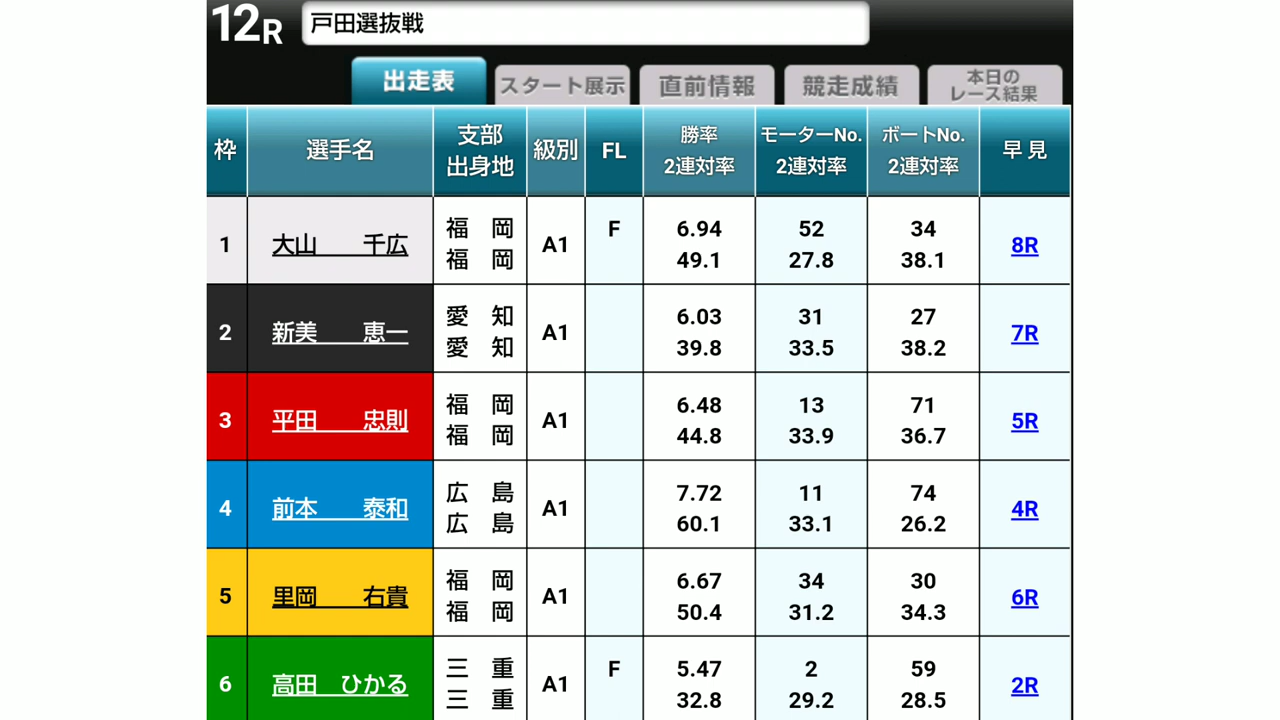 12R 戸田選抜戦
出走表 スタート展示 直前情報 競走成績 本日の
レース結果
枠 選手名 支部 級別 FL 勝率 モーターNo. ボートNo. 早見
出身地 2連対率 2連対率 2連対率
1 大山 千広 福岡 A1 F 6.94 52 34 8R
福岡 49.1 27.8 38.1
2 新美 恵一 愛知 A1 6.03 31 27 7R
愛知 39.8 33.5 38.2
3 平田 忠則 福岡 A1 6.48 13 71 5R
福岡 44.8 33.9 36.7
4 前本 泰和 広島 A1 7.72 11 74 4R
広島 60.1 33.1 26.2
5 里岡 右貴 福岡 A1 6.67 34 30 6R
福岡 50.4 31.2 34.3
6 高田 ひかる 三重 A1 F 5.47 2 59 2R
三重 32.8 29.2 28.5